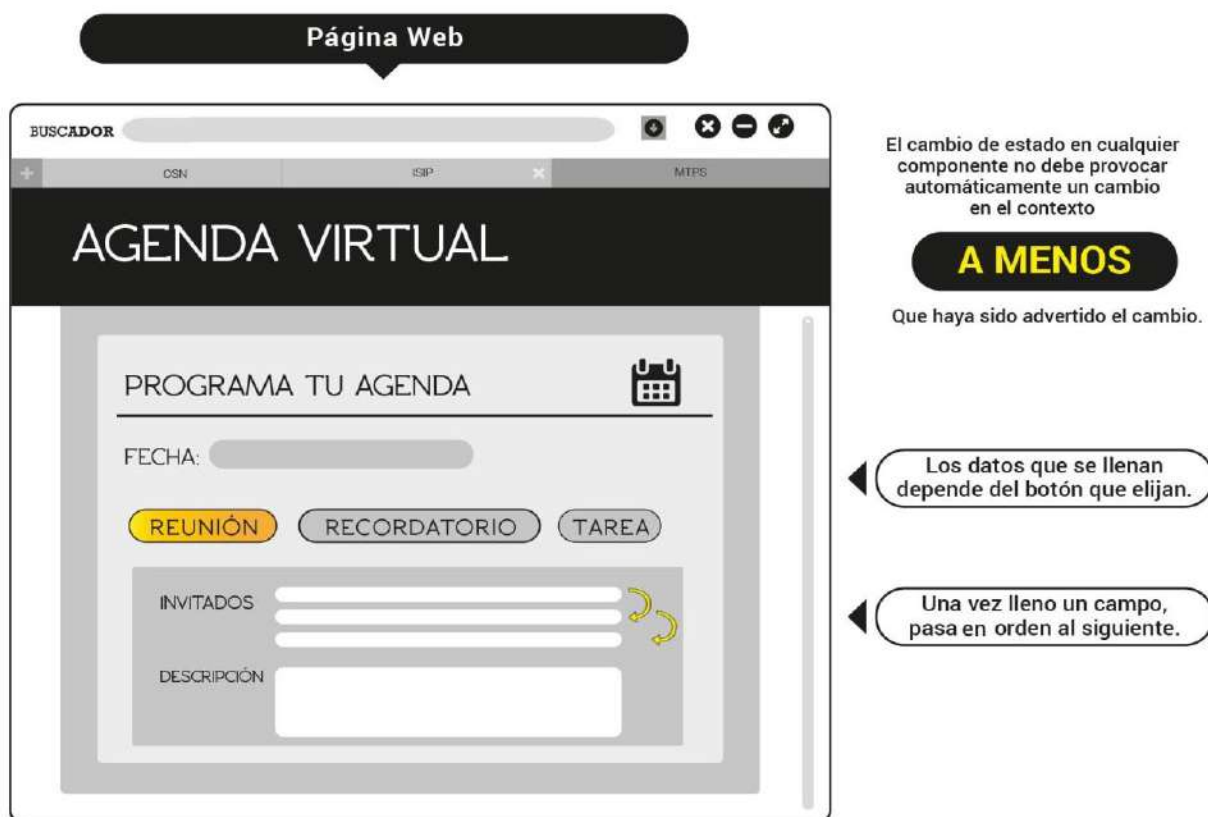 Página Web
BUSCADOR
CSN
ISIP
MTPS
AGENDA VIRTUAL
El cambio de estado en cualquier
componente no debe provocar
automáticamente un cambio
en el contexto
A MENOS
Que haya sido advertido el cambio.
PROGRAMA TU AGENDA
FECHA:
Los datos que se llenan
depende del botón que elijan.
REUNIÓN RECORDATORIO TAREA
INVITADOS
Una vez lleno un campo,
pasa en orden al siguiente.
DESCRIPCIÓN